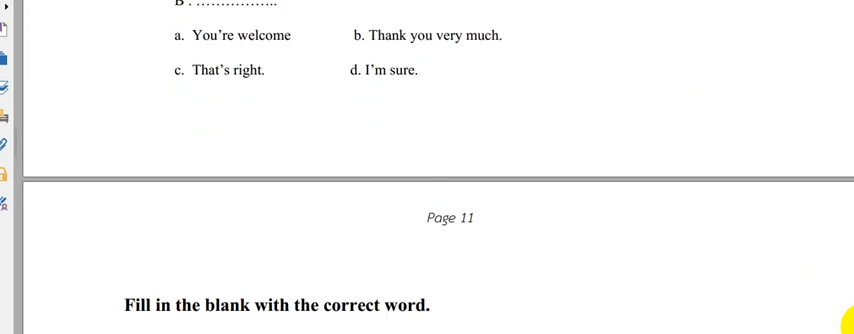 B : ……………..
a. You’re welcome b. Thank you very much.
c. That’s right. d. I’m sure.
Page 11
Fill in the blank with the correct word.